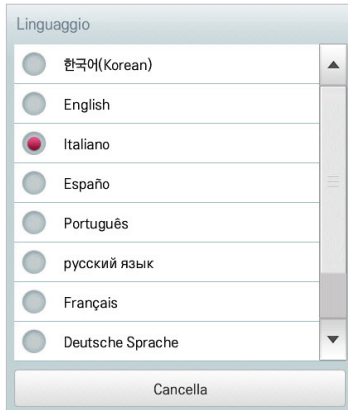 Linguaggio
한국어(Korean)
English
Italiano
Españo
Português
русский язык
Français
Deutsche Sprache
Cancella